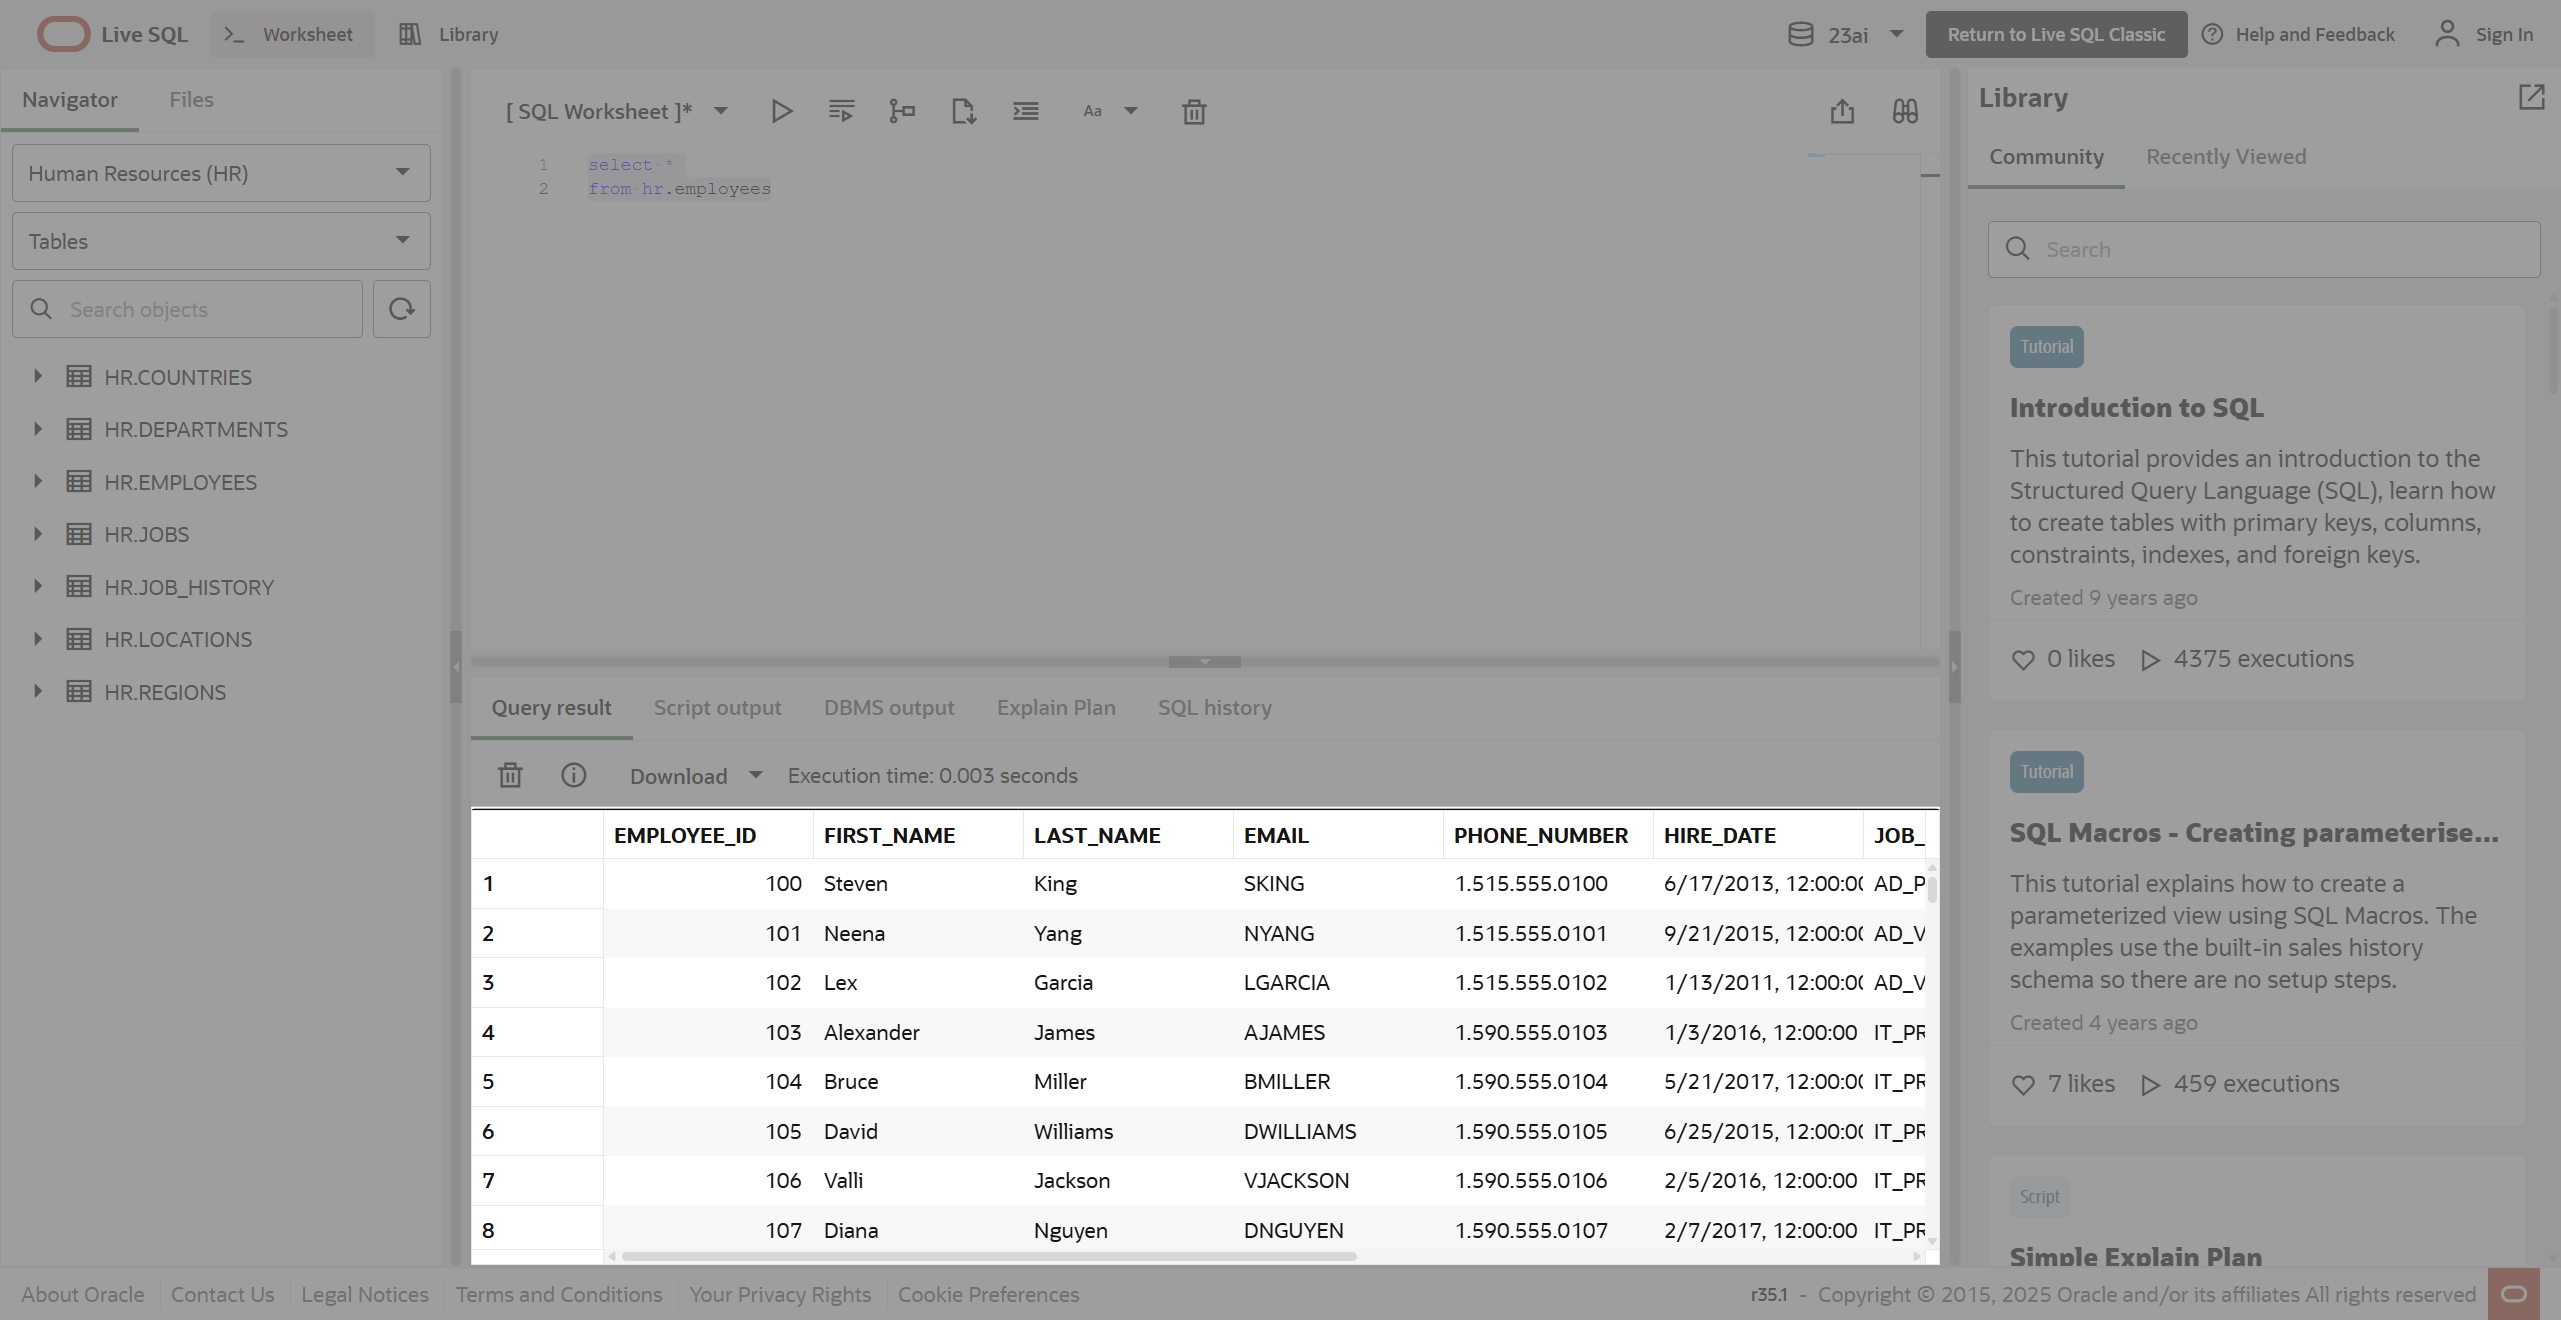 Live SQL
Worksheet
Library
23ai
Return to Live SQL Classic
Help and Feedback
Sign In
Navigator
Files
Human Resources (HR)
Tables
Search objects
HR.COUNTRIES
HR.DEPARTMENTS
HR.EMPLOYEES
HR.JOBS
HR.JOB_HISTORY
HR.LOCATIONS
HR.REGIONS
[ SQL Worksheet ]*
Aa
1 select *
2 from hr.employees
Query result Script output DBMS output Explain Plan SQL history
Download Execution time: 0.003 seconds
EMPLOYEE_ID FIRST_NAME LAST_NAME EMAIL PHONE_NUMBER HIRE_DATE JOB_
1 100 Steven King SKING 1.515.555.0100 6/17/2013, 12:00:00 AD_P
2 101 Neena Yang NYANG 1.515.555.0101 9/21/2015, 12:00:00 AD_V
3 102 Lex Garcia LGARCIA 1.515.555.0102 1/13/2011, 12:00:00 AD_V
4 103 Alexander James AJAMES 1.590.555.0103 1/3/2016, 12:00:00 IT_PR
5 104 Bruce Miller BMILLER 1.590.555.0104 5/21/2017, 12:00:00 IT_PR
6 105 David Williams DWILLIAMS 1.590.555.0105 6/25/2015, 12:00:00 IT_PR
7 106 Valli Jackson VJACKSON 1.590.555.0106 2/5/2016, 12:00:00 IT_PR
8 107 Diana Nguyen DNGUYEN 1.590.555.0107 2/7/2017, 12:00:00 IT_PR
Library
Community
Recently Viewed
Search
Tutorial
Introduction to SQL
This tutorial provides an introduction to the
Structured Query Language (SQL), learn how
to create tables with primary keys, columns,
constraints, indexes, and foreign keys.
Created 9 years ago
0 likes 4375 executions
Tutorial
SQL Macros - Creating parameterise...
This tutorial explains how to create a
parameterized view using SQL Macros. The
examples use the built-in sales history
schema so there are no setup steps.
Created 4 years ago
7 likes 459 executions
Script
Simple Explain Plan
About Oracle Contact Us Legal Notices Terms and Conditions Your Privacy Rights Cookie Preferences
r35.1 - Copyright © 2015, 2025 Oracle and/or its affiliates All rights reserved